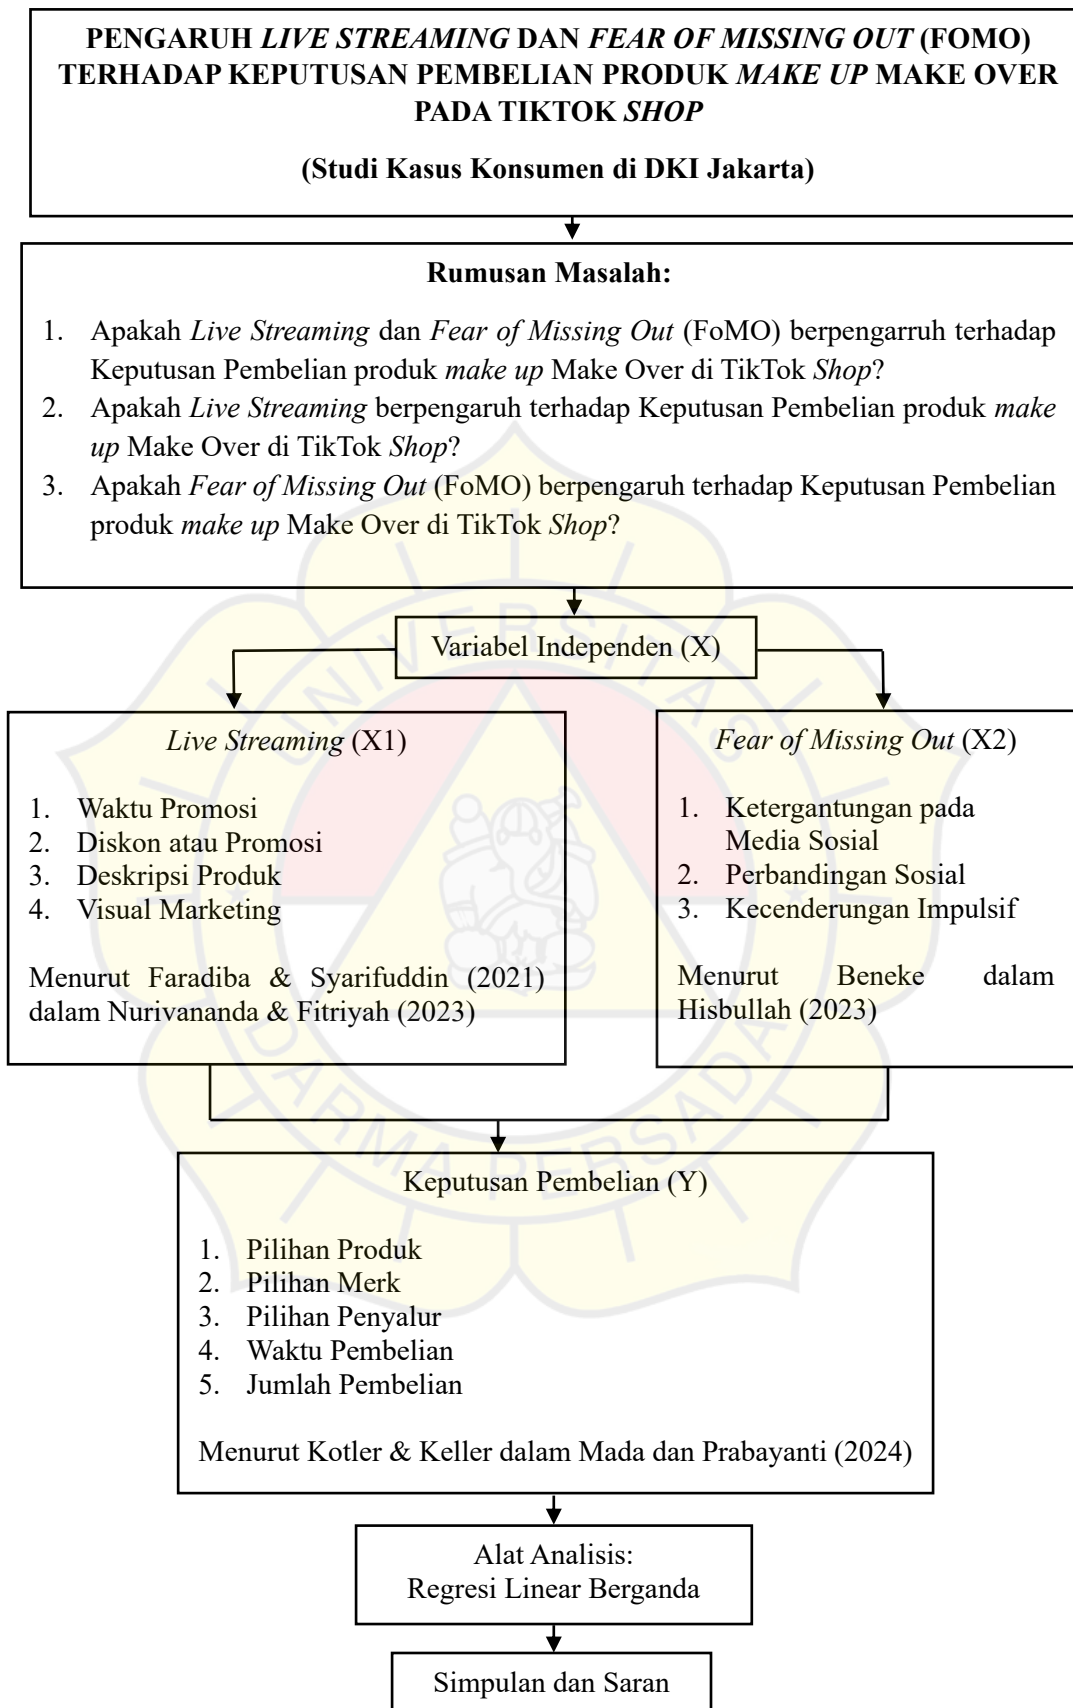 PENGARUH LIVE STREAMING DAN FEAR OF MISSING OUT (FOMO)
TERHADAP KEPUTUSAN PEMBELIAN PRODUK MAKE UP MAKE OVER
PADA TIKTOK SHOP
(Studi Kasus Konsumen di DKI Jakarta)
Rumusan Masalah:
1. Apakah Live Streaming dan Fear of Missing Out (FoMO) berpengarruh terhadap
Keputusan Pembelian produk make up Make Over di TikTok Shop?
2. Apakah Live Streaming berpengaruh terhadap Keputusan Pembelian produk make
up Make Over di TikTok Shop?
3. Apakah Fear of Missing Out (FoMO) berpengaruh terhadap Keputusan Pembelian
produk make up Make Over di TikTok Shop?
Variabel Independen (X)
Live Streaming (X1)
1. Waktu Promosi
2. Diskon atau Promosi
3. Deskripsi Produk
4. Visual Marketing
Menurut Faradiba & Syarifuddin (2021)
dalam Nurivananda & Fitriyah (2023)
Fear of Missing Out (X2)
1. Ketergantungan pada
Media Sosial
2. Perbandingan Sosial
3. Kecenderungan Impulsif
Menurut Beneke dalam
Hisbullah (2023)
Keputusan Pembelian (Y)
1. Pilihan Produk
2. Pilihan Merk
3. Pilihan Penyalur
4. Waktu Pembelian
5. Jumlah Pembelian
Menurut Kotler & Keller dalam Mada dan Prabayanti (2024)
Alat Analisis:
Regresi Linear Berganda
Simpulan dan Saran
UNIVERSITAS
DARMA PERSADA